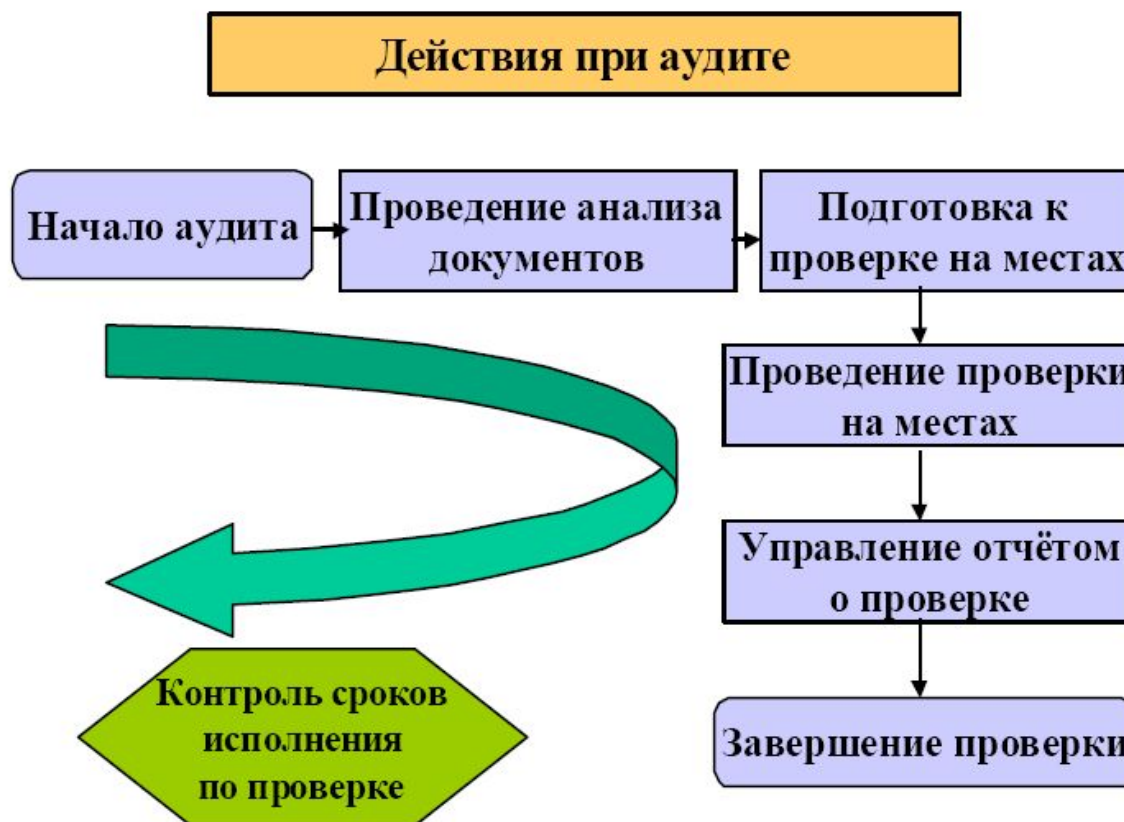 Действия при аудите
Начало аудита
Проведение анализа
документов
Подготовка к
проверке на местах
Проведение проверки
на местах
Управление отчётом
о проверке
Завершение проверки
Контроль сроков
исполнения
по проверке